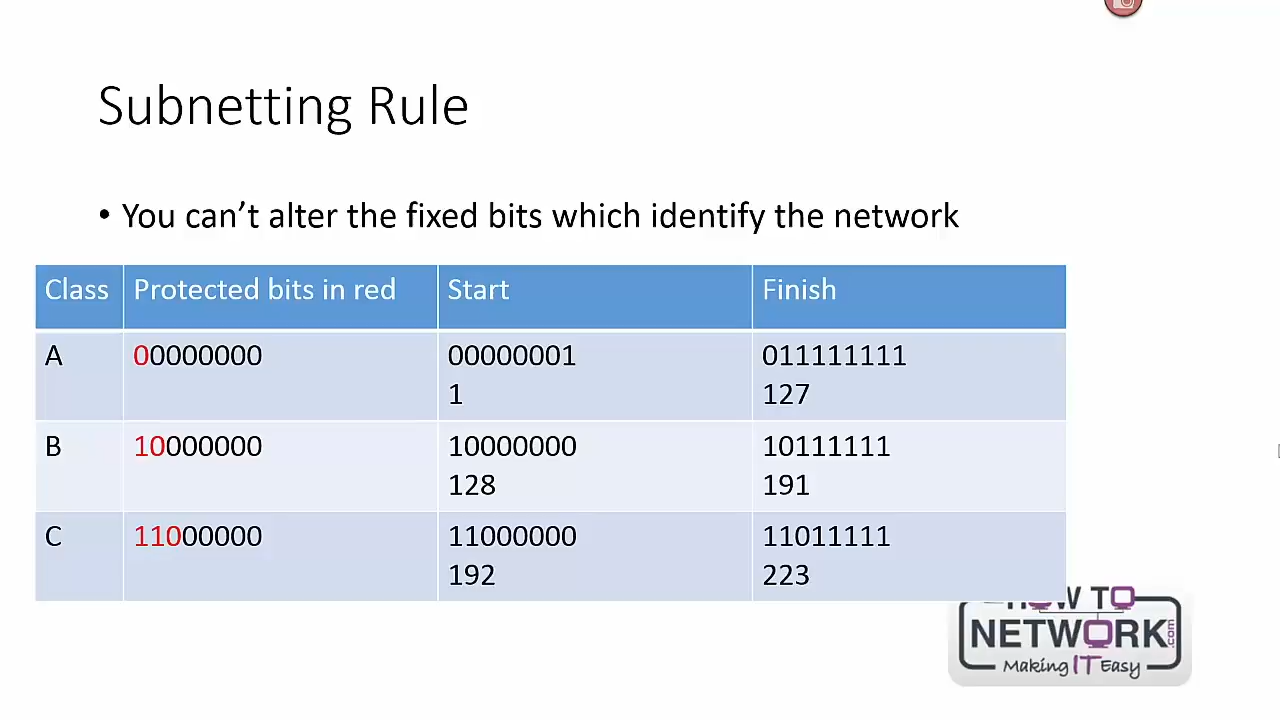 Subnetting Rule
• You can’t alter the fixed bits which identify the network
Class Protected bits in red Start Finish
A 00000000 00000001 011111111
1 127
B 10000000 10000000 10111111
128 191
C 11000000 11000000 11011111
192 223
HOW TO
NETWORK.com
Making IT Easy